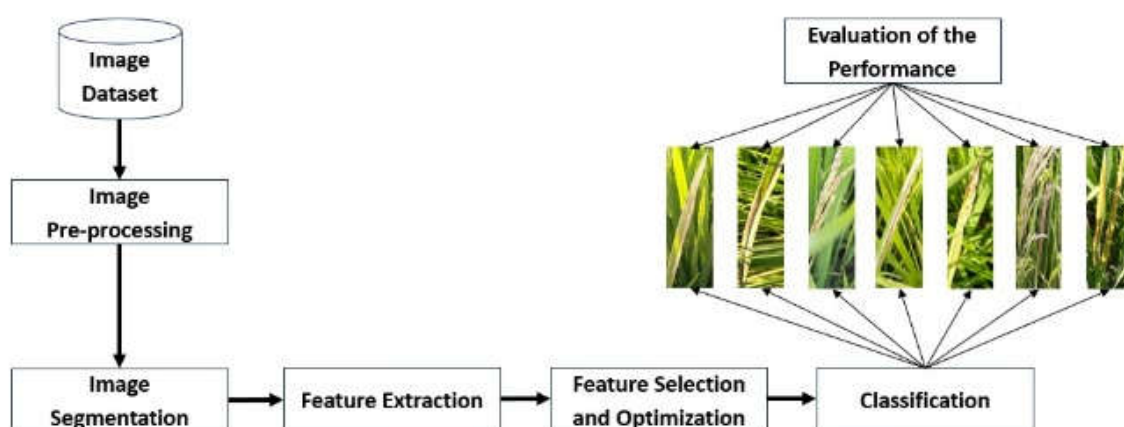 Image
Dataset
Evaluation of the
Performance
Image
Pre-processing
Image
Segmentation
Feature Extraction
Feature Selection
and Optimization
Classification